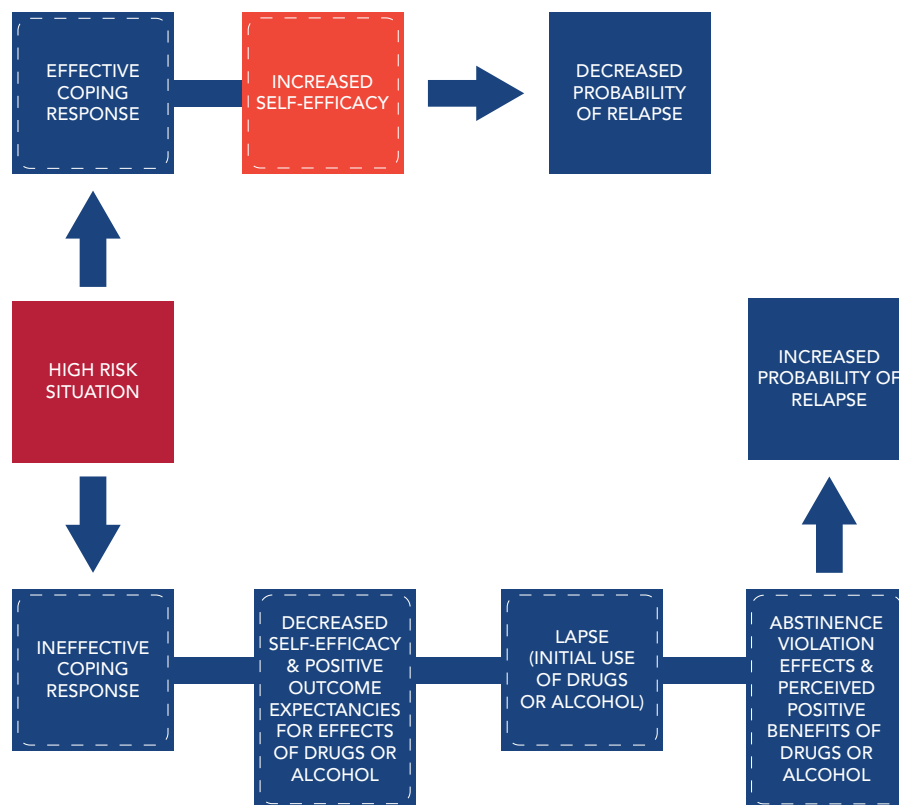 EFFECTIVE
COPING
RESPONSE
INCREASED
SELF-EFFICACY
DECREASED
PROBABILITY
OF RELAPSE
HIGH RISK
SITUATION
INCREASED
PROBABILITY OF
RELAPSE
INEFFECTIVE
COPING
RESPONSE
DECREASED
SELF-EFFICACY
& POSITIVE
OUTCOME
EXPECTANCIES
FOR EFFECTS
OF DRUGS OR
ALCOHOL
LAPSE
(INITIAL USE
OF DRUGS
OR ALCOHOL)
ABSTINENCE
VIOLATION
EFFECTS &
PERCEIVED
POSITIVE
BENEFITS OF
DRUGS OR
ALCOHOL